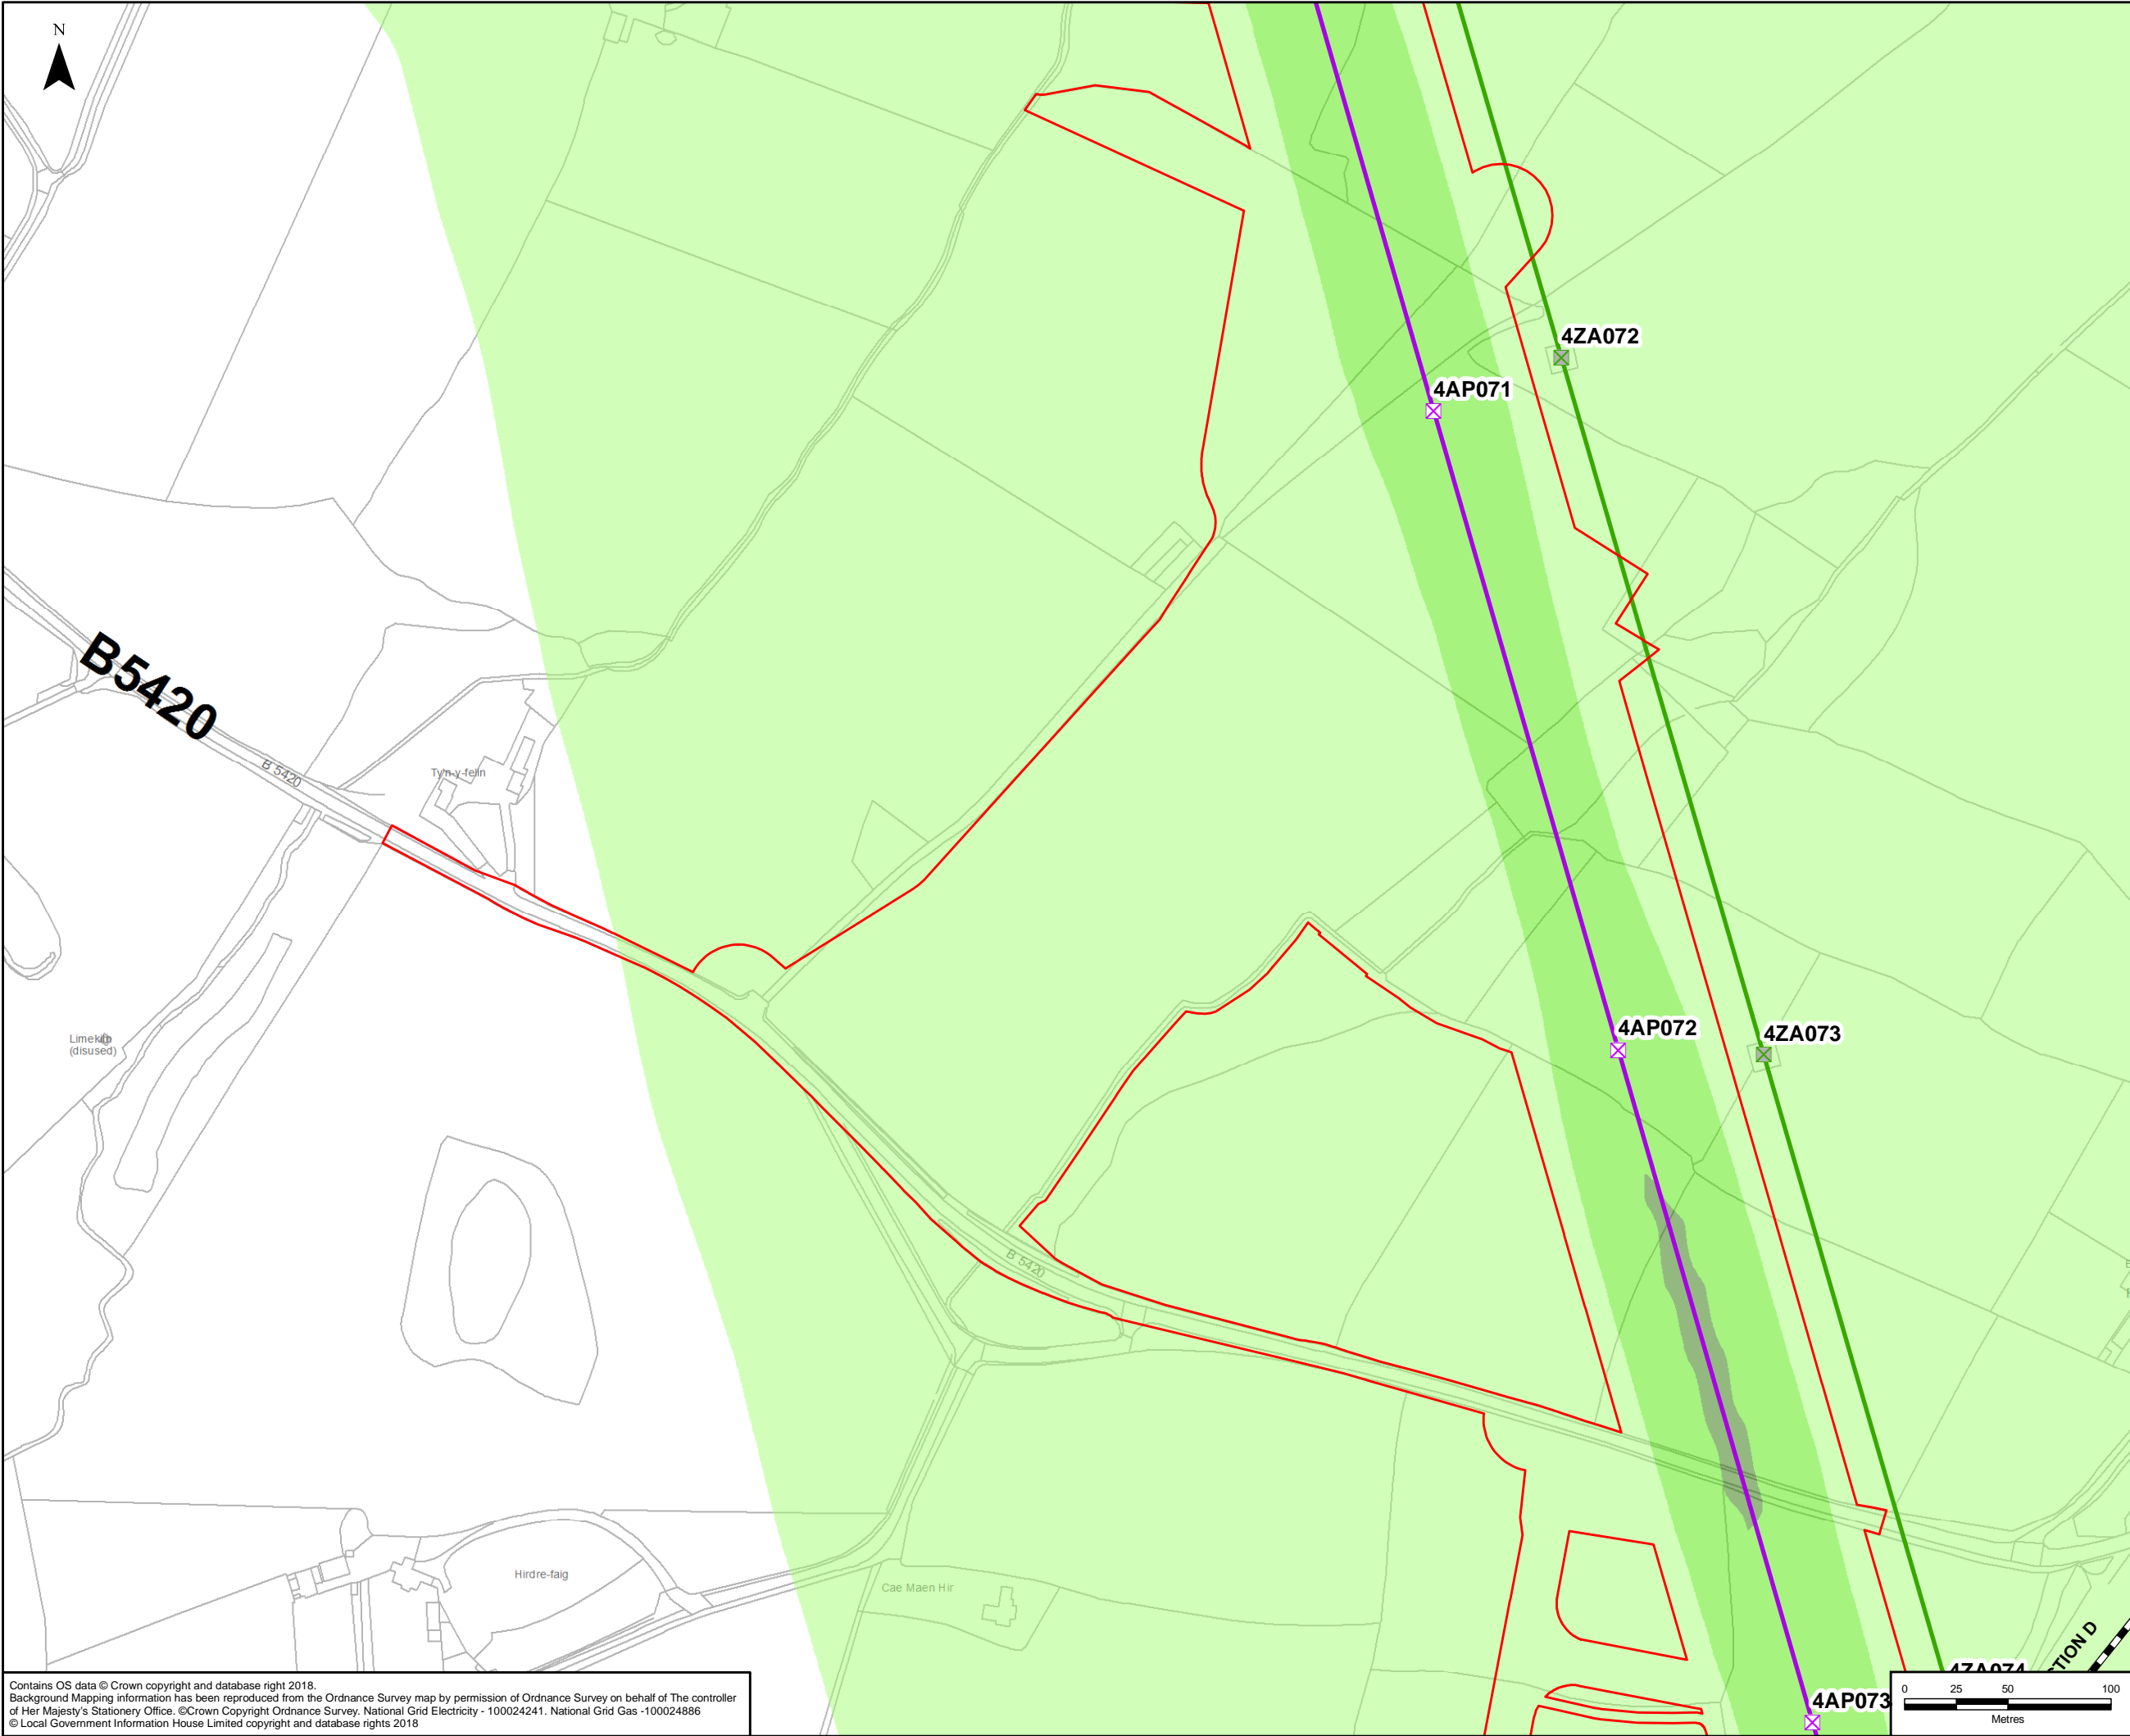 N
4ZA072
4AP071
B5420
B 5420
Ty'n-y-felin
4AP072
4ZA073
Limekiln
(disused)
B 5420
Hirdre-faig
Cae Maen Hir
4ZA074
4AP073
0 25 50 100
Metres
Contains OS data © Crown copyright and database right 2018.
Background Mapping information has been reproduced from the Ordnance Survey map by permission of Ordnance Survey on behalf of The controller
of Her Majesty's Stationery Office. ©Crown Copyright Ordnance Survey. National Grid Electricity - 100024241. National Grid Gas -100024886
© Local Government Information House Limited copyright and database rights 2018